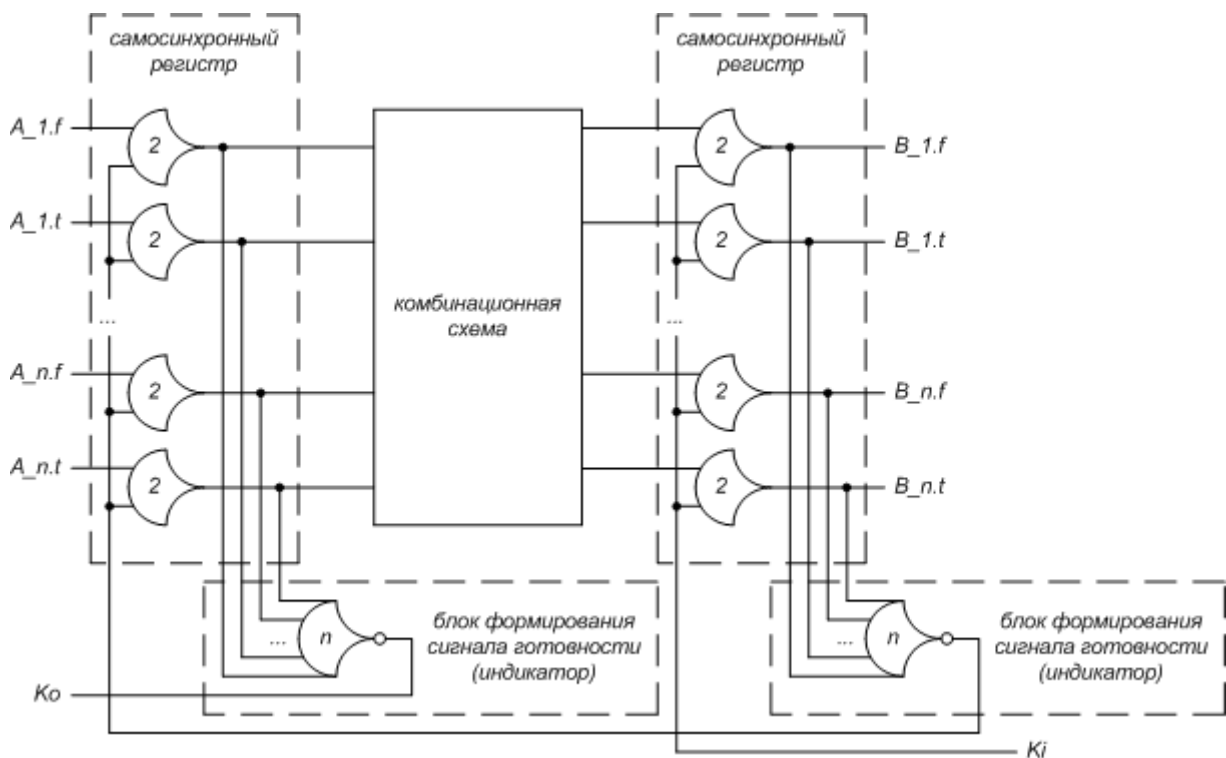 самосинхронный
регистр
самосинхронный
регистр
A_1.f
2
2
B_1.f
A_1.t
2
2
B_1.t
...
комбинационная
схема
...
A_n.f
2
2
B_n.f
A_n.t
2
2
B_n.t
... n
блок формирования
сигнала готовности
(индикатор)
... n
блок формирования
сигнала готовности
(индикатор)
Ko
Ki